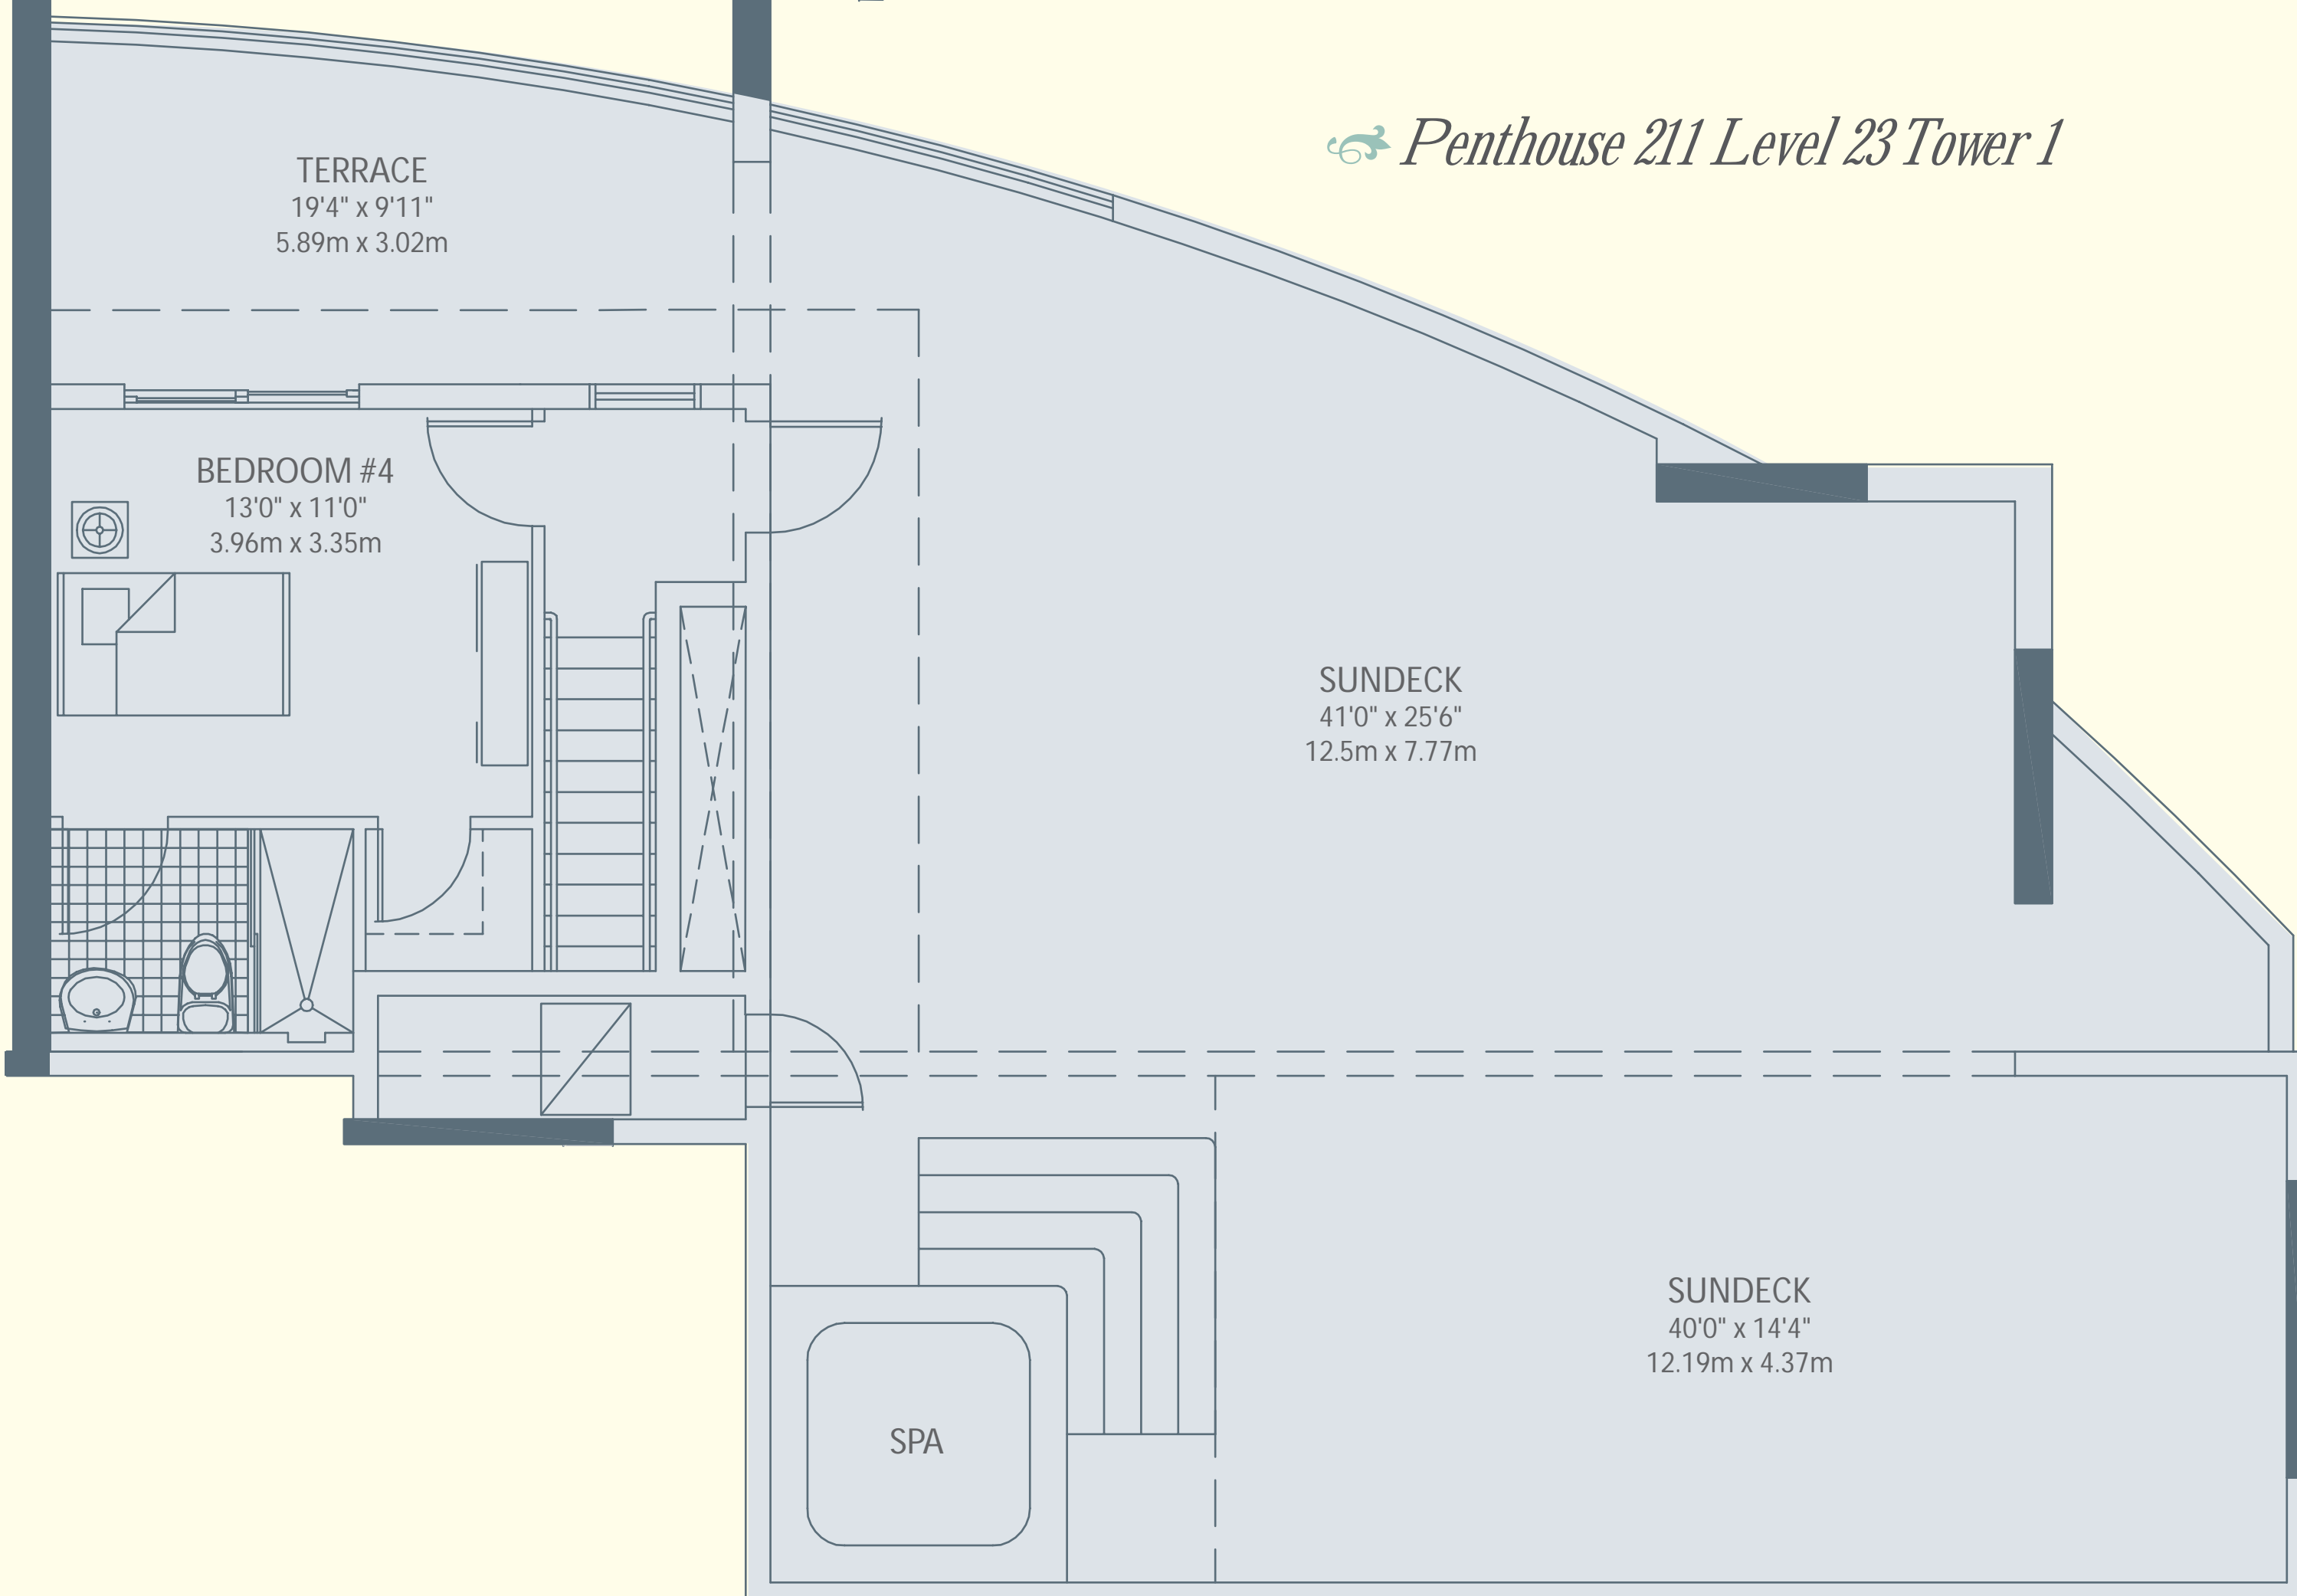 Penthouse 211 Level 23 Tower 1
TERRACE
19'4" x 9'11"
5.89m x 3.02m
BEDROOM #4
13'0" x 11'0"
3.96m x 3.35m
SUNDECK
41'0" x 25'6"
12.5m x 7.77m
SUNDECK
40'0" x 14'4"
12.19m x 4.37m
SPA